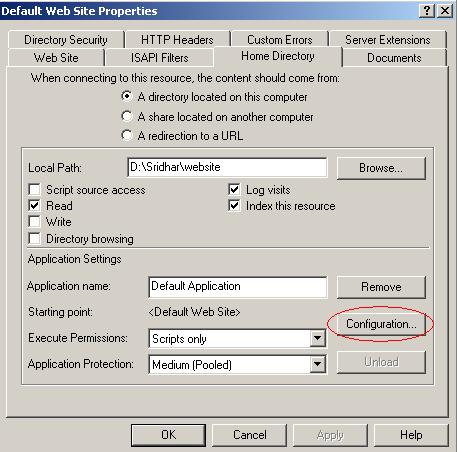 Default Web Site Properties
Directory Security HTTP Headers Custom Errors Server Extensions
Web Site ISAPI Filters Home Directory Documents
When connecting to this resource, the content should come from:
A directory located on this computer
A share located on another computer
A redirection to a URL
Local Path: D:\Sridhar\website Browse...
Script source access Log visits
Read Index this resource
Write
Directory browsing
Application Settings
Application name: Default Application Remove
Starting point: <Default Web Site>
Configuration...
Execute Permissions: Scripts only
Application Protection: Medium (Pooled) Unload
OK Cancel Apply Help